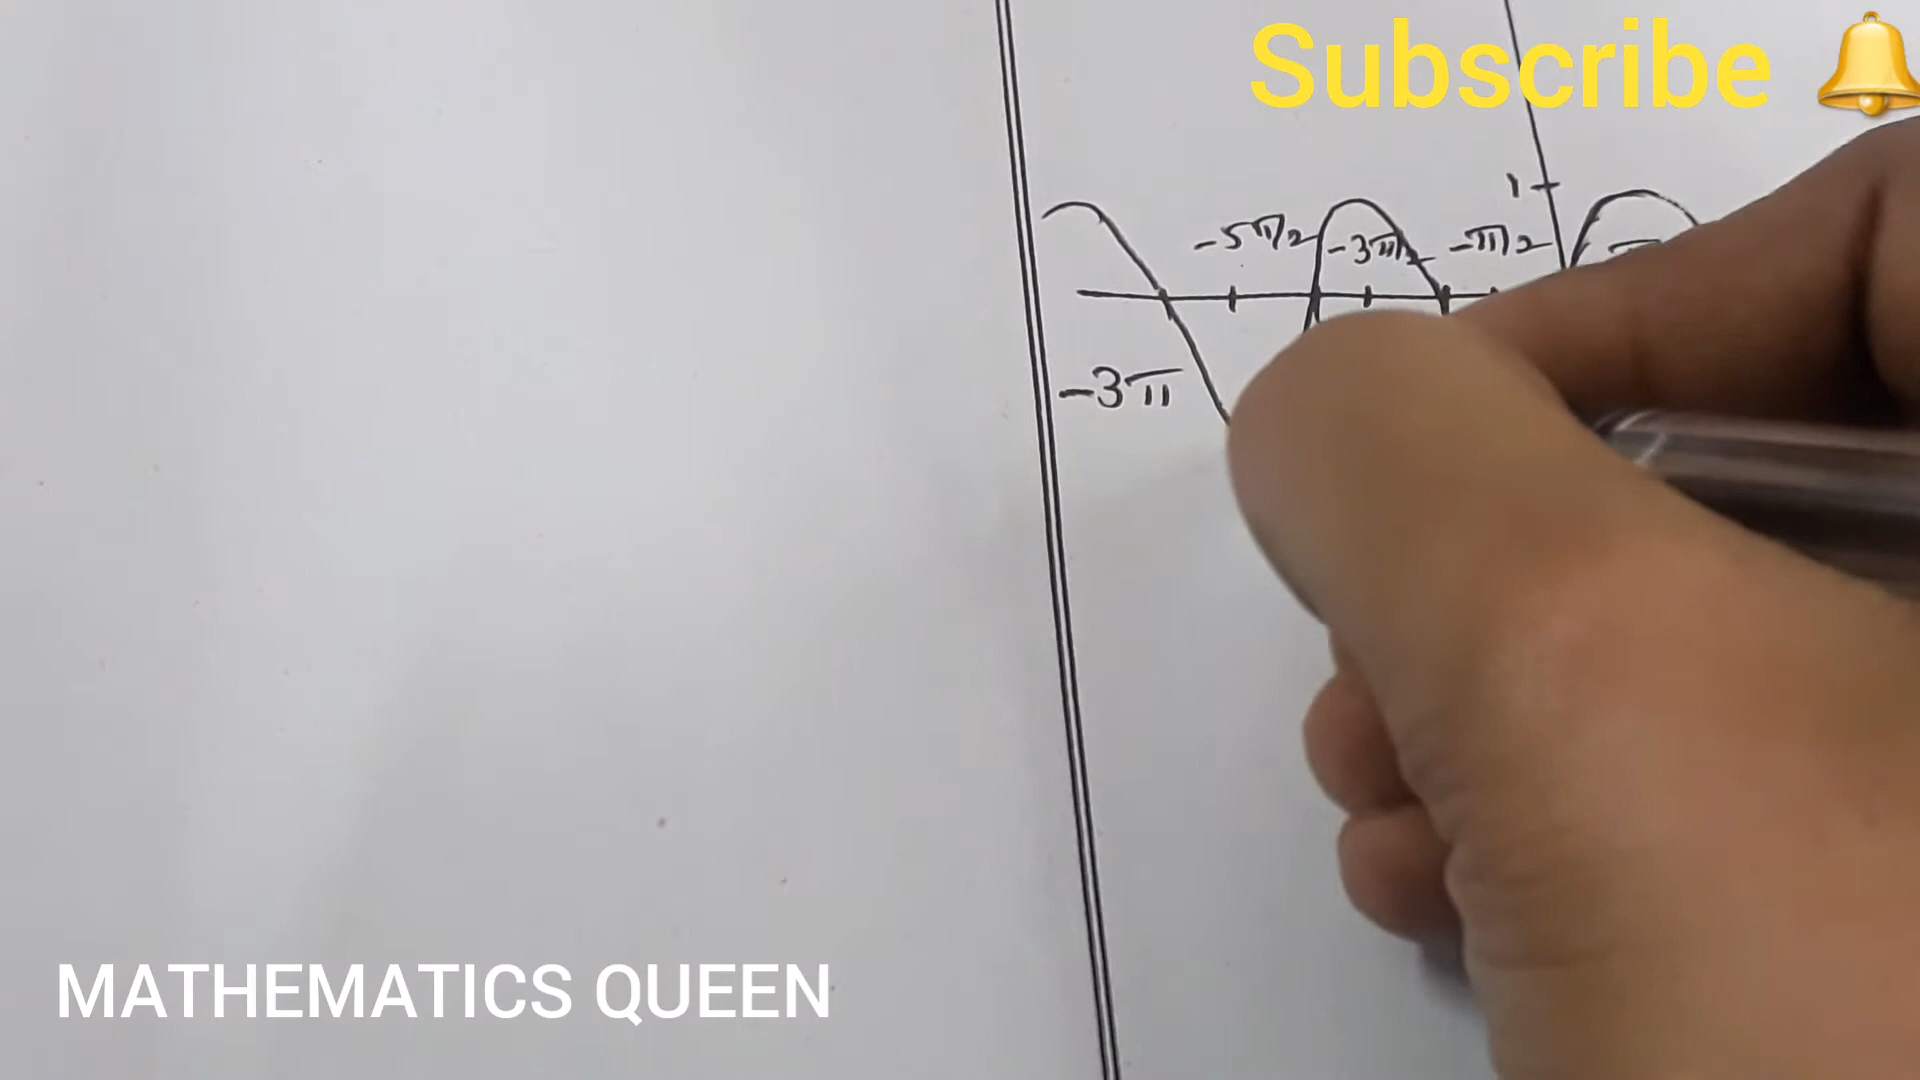 Subscribe 🔔
1
-5π/2 -3π/2 -π/2
-3π
MATHEMATICS QUEEN